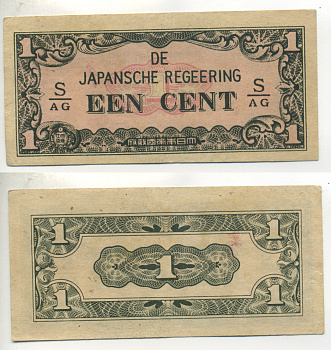 1 1
DE
JAPANSCHE REGEERING
S/AG EEN CENT S/AG
1 1
1 1
1
1 1